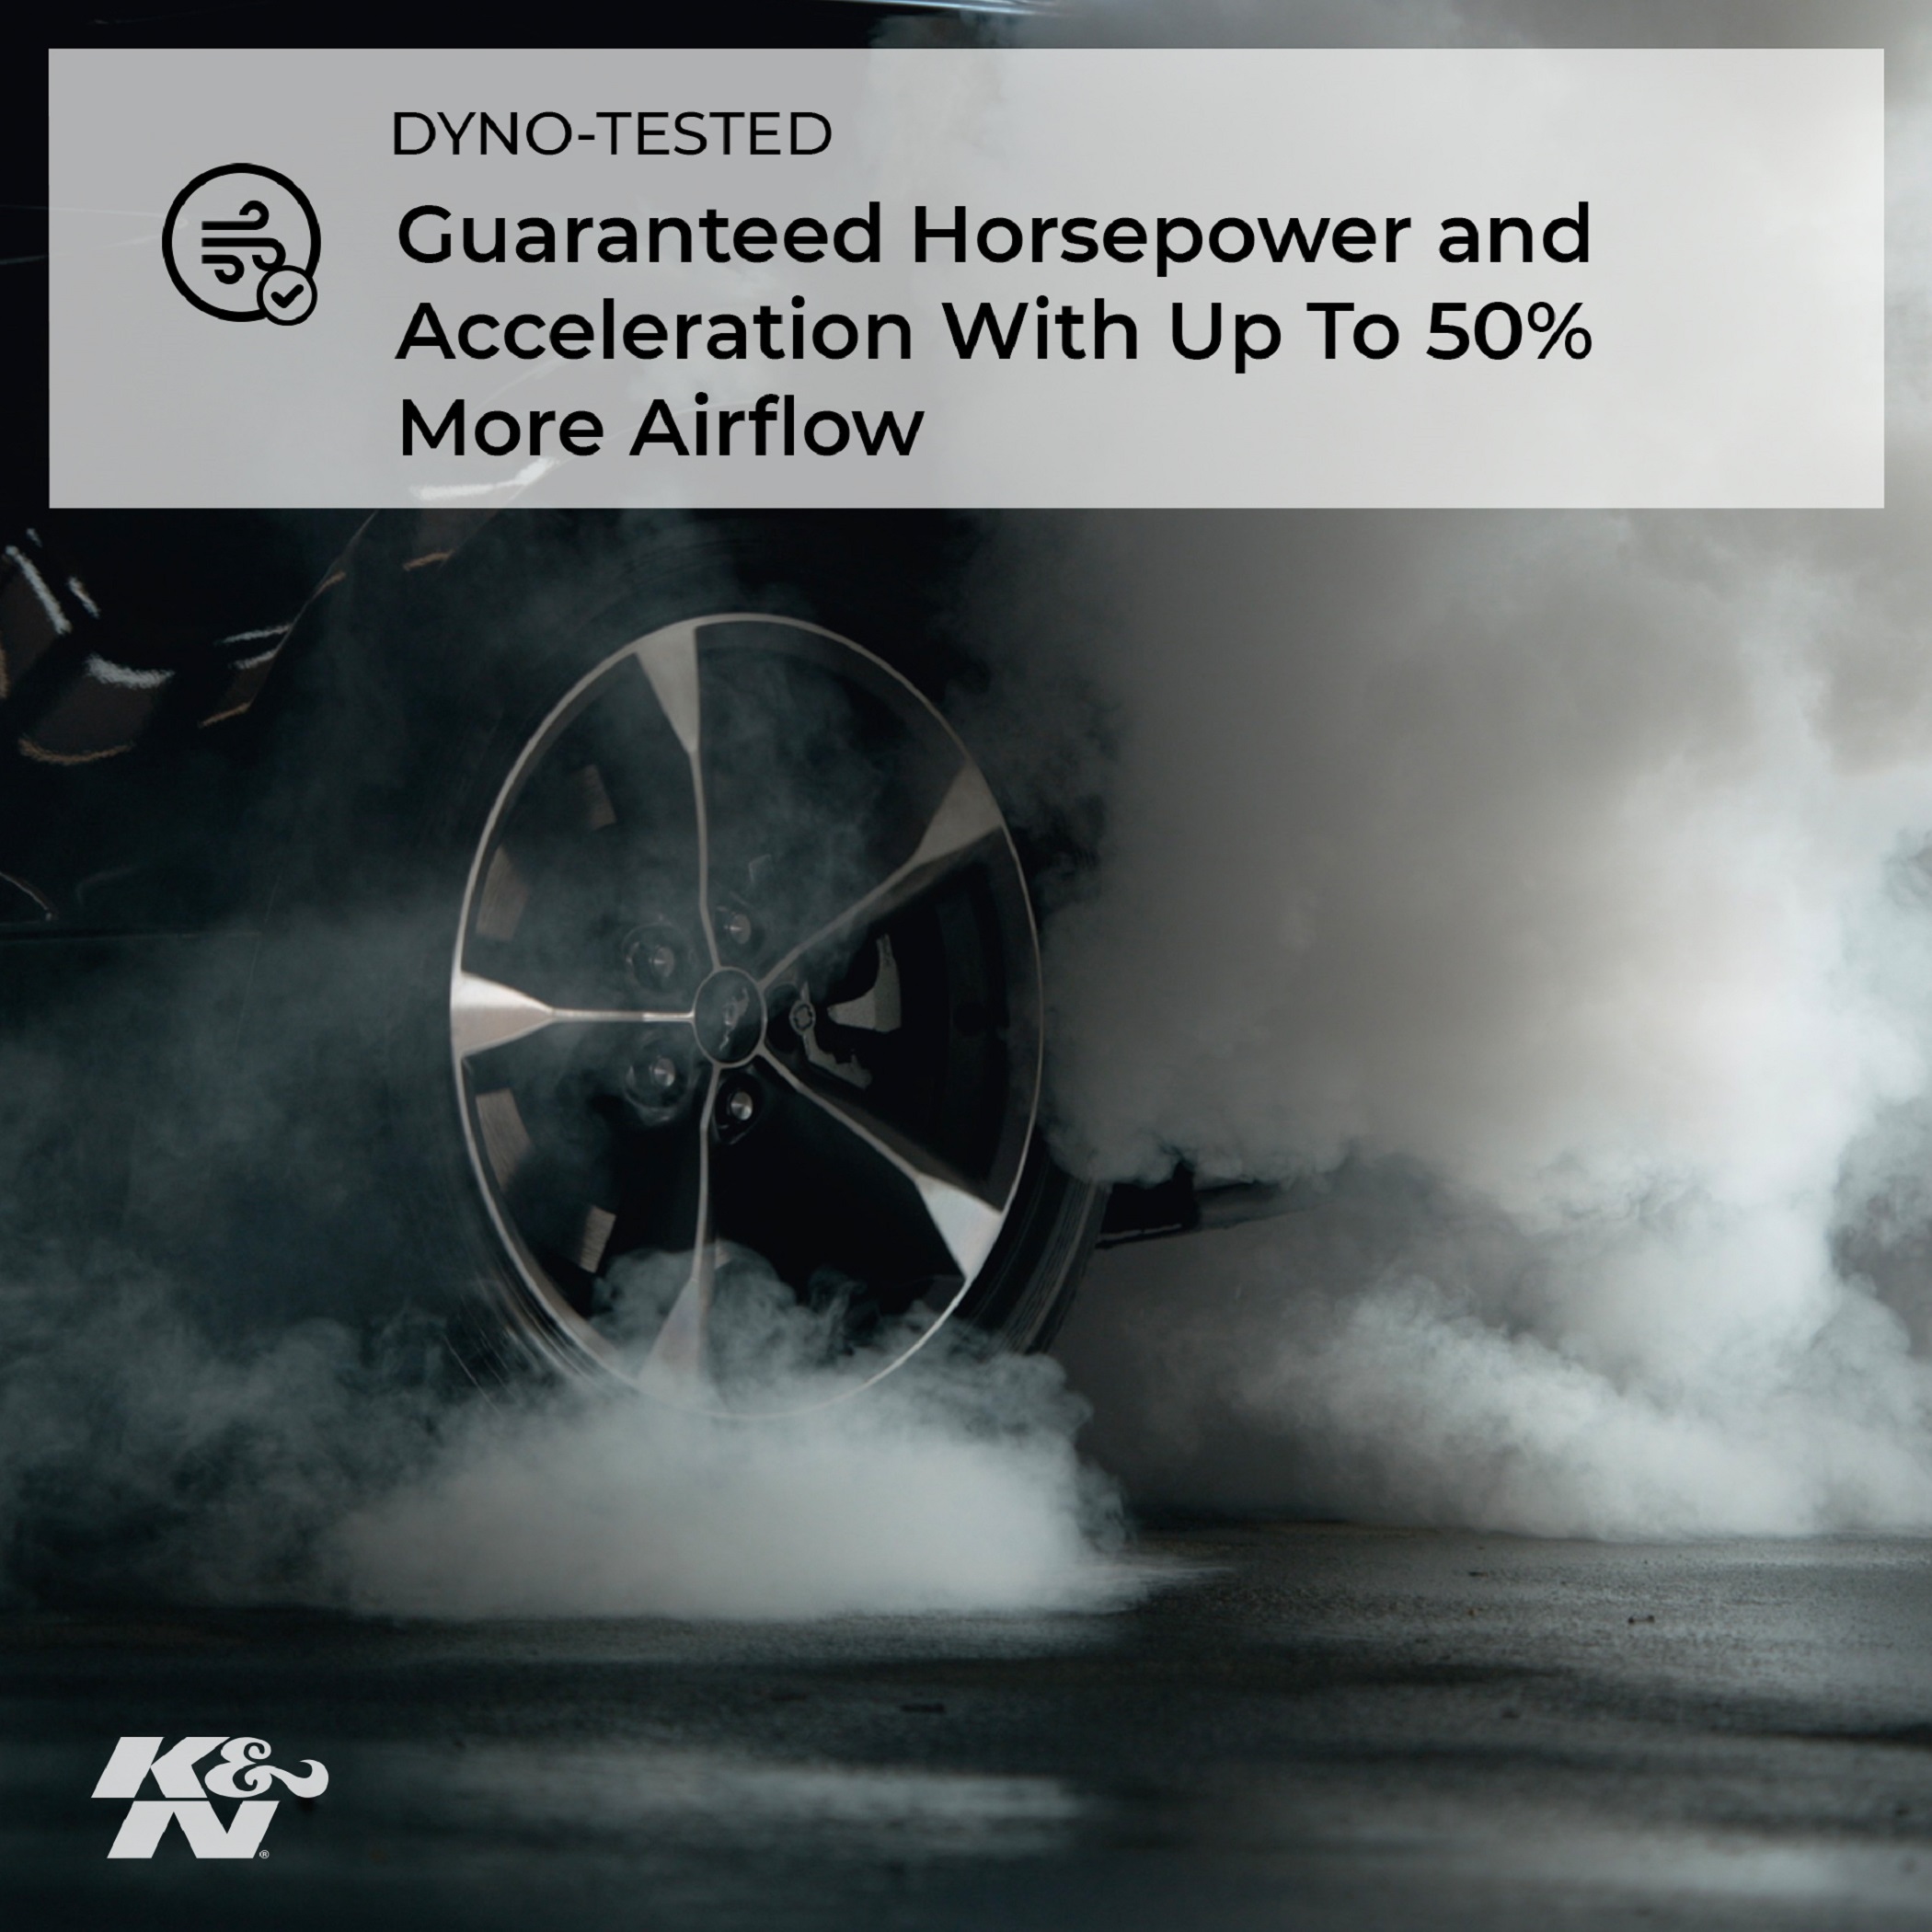 DYNO-TESTED
Guaranteed Horsepower and
Acceleration With Up To 50%
More Airflow
K&
N®